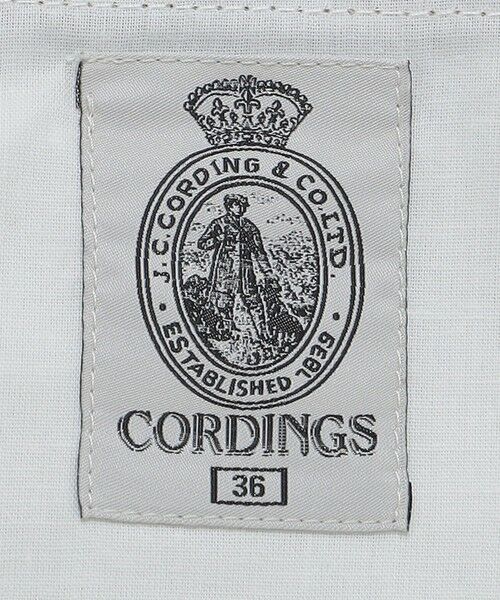 J.C.CORDING & CO.LTD.
· ESTABLISHED 1839 ·
CORDINGS
36